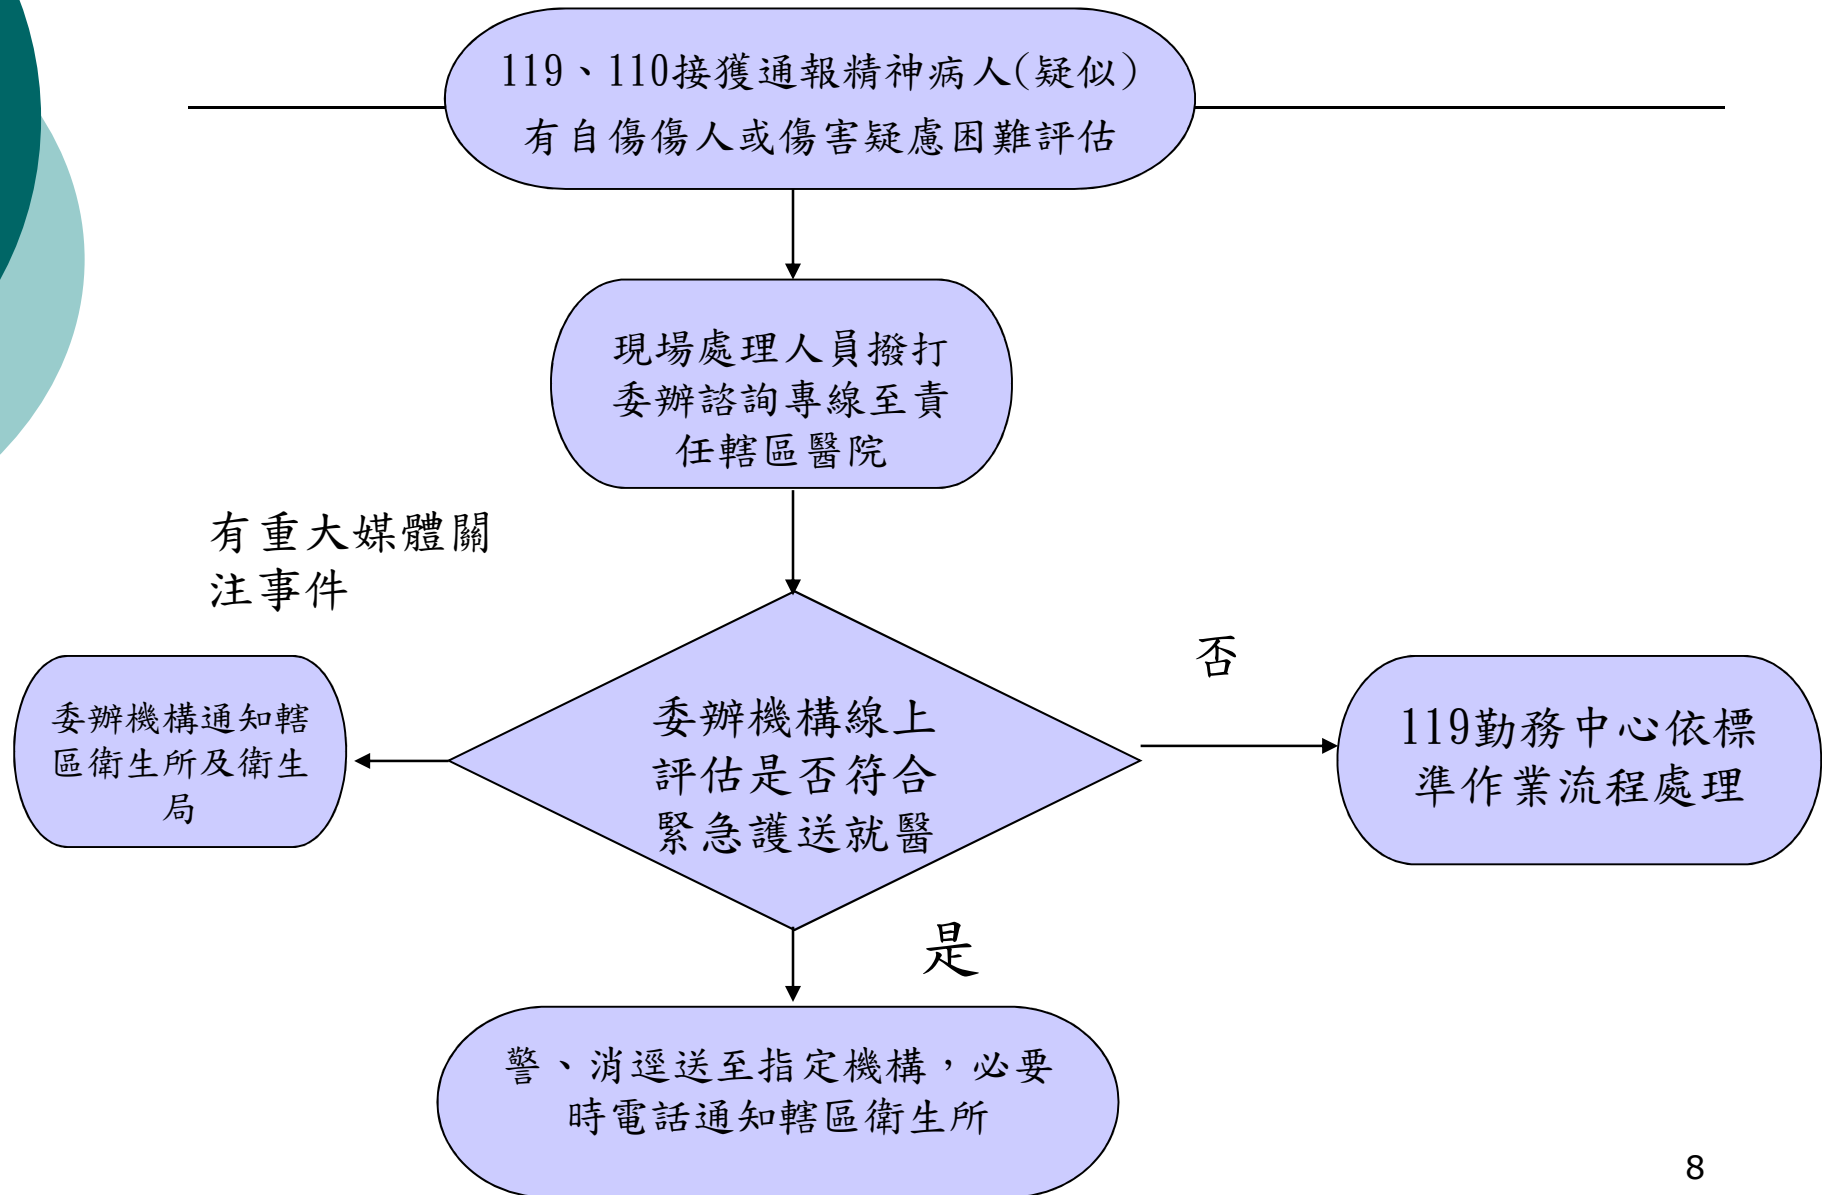 119、110接獲通報精神病人(疑似)
有自傷傷人或傷害疑慮困難評估
現場處理人員撥打
委辦諮詢專線至責
任轄區醫院
有重大媒體關
注事件
否
委辦機構通知轄
區衛生所及衛生
局
委辦機構線上
評估是否符合
緊急護送就醫
119勤務中心依標
準作業流程處理
是
警、消逕送至指定機構，必要
時電話通知轄區衛生所
8